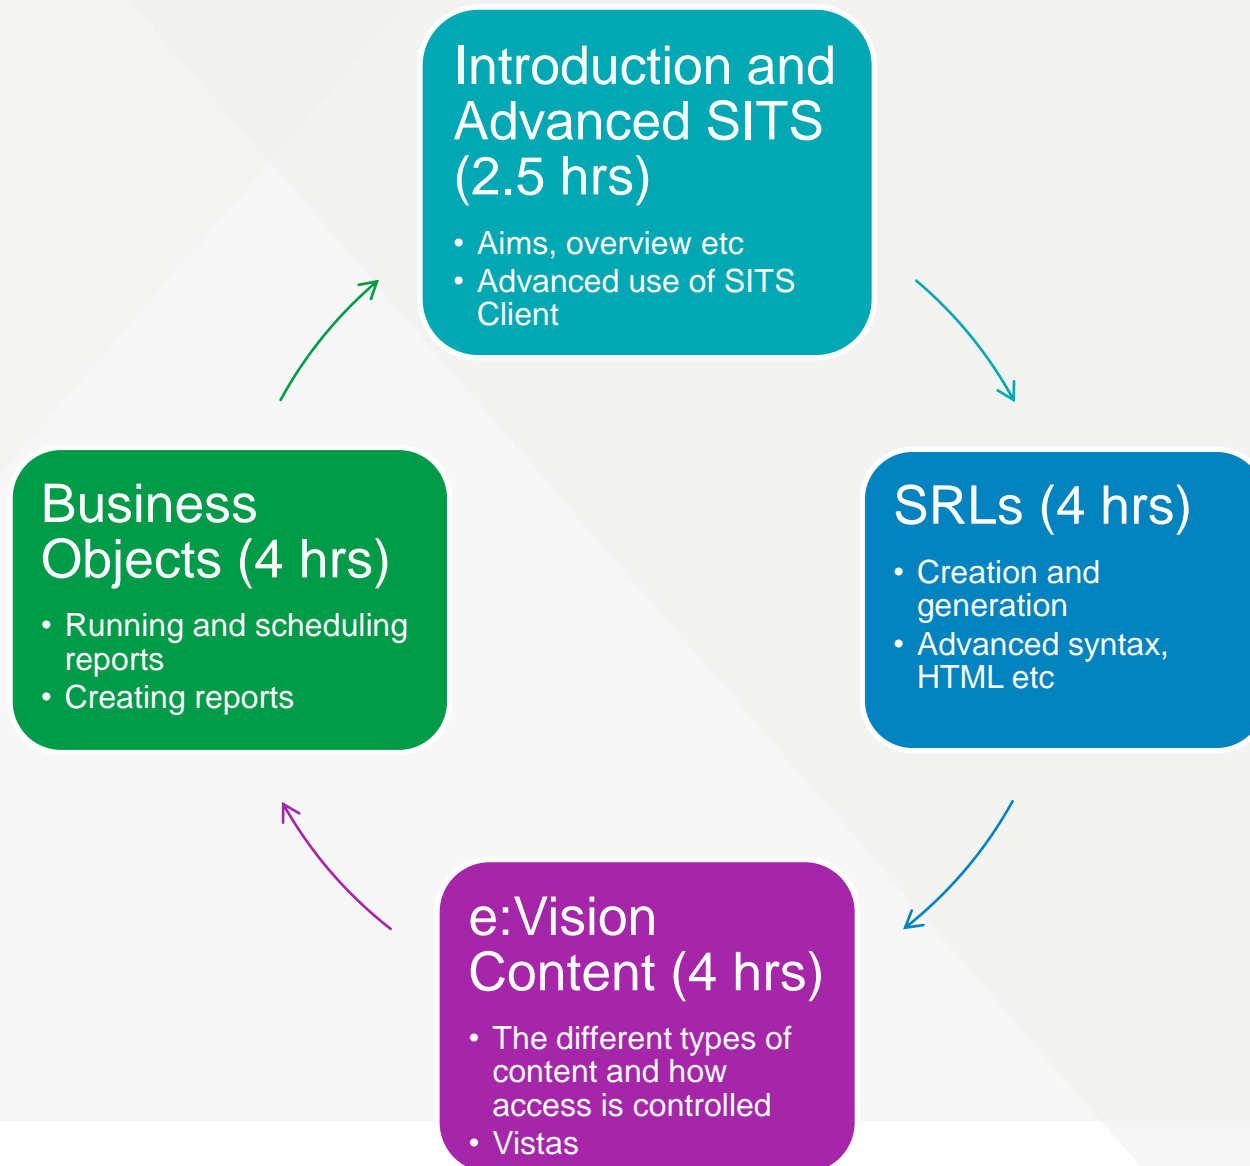 Introduction and
Advanced SITS
(2.5 hrs)
• Aims, overview etc
• Advanced use of SITS
Client
SRLs (4 hrs)
• Creation and
generation
• Advanced syntax,
HTML etc
e:Vision
Content (4 hrs)
• The different types of
content and how
access is controlled
• Vistas
Business
Objects (4 hrs)
• Running and scheduling
reports
• Creating reports